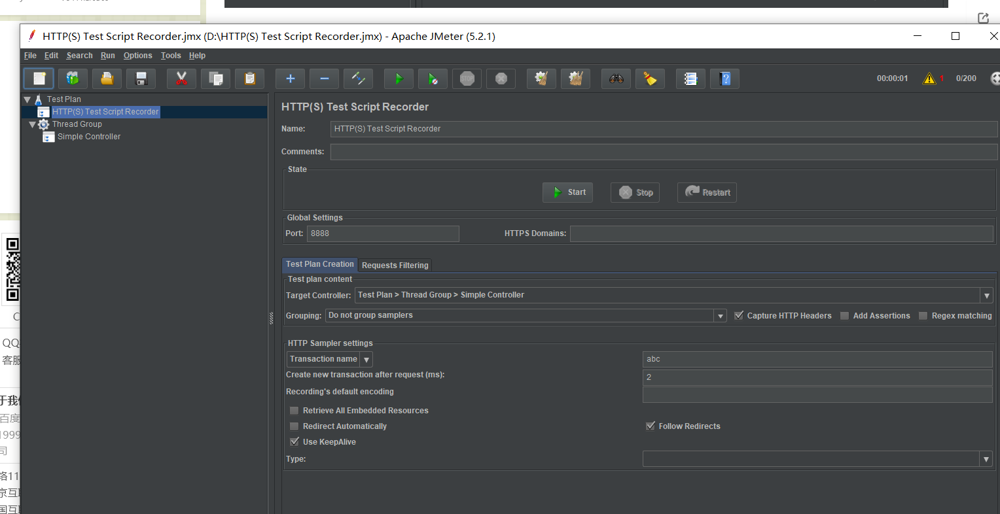 HTTP(S) Test Script Recorder.jmx (D:\HTTP(S) Test Script Recorder.jmx) - Apache JMeter (5.2.1)
File Edit Search Run Options Tools Help
STOP
00:00:01 1 0/200
Test Plan
HTTP(S) Test Script Recorder
Thread Group
Simple Controller
HTTP(S) Test Script Recorder
Name: HTTP(S) Test Script Recorder
Comments:
State
Start Stop Restart
Global Settings
Port: 8888 HTTPS Domains:
Test Plan Creation Requests Filtering
Test plan content
Target Controller: Test Plan > Thread Group > Simple Controller
Grouping: Do not group samplers Capture HTTP Headers Add Assertions Regex matching
HTTP Sampler settings
Transaction name abc
Create new transaction after request (ms): 2
Recording's default encoding
Retrieve All Embedded Resources
Redirect Automatically Follow Redirects
Use KeepAlive
Type:
QQ
客服
于我
百度
1999
司
络11
京互
国互